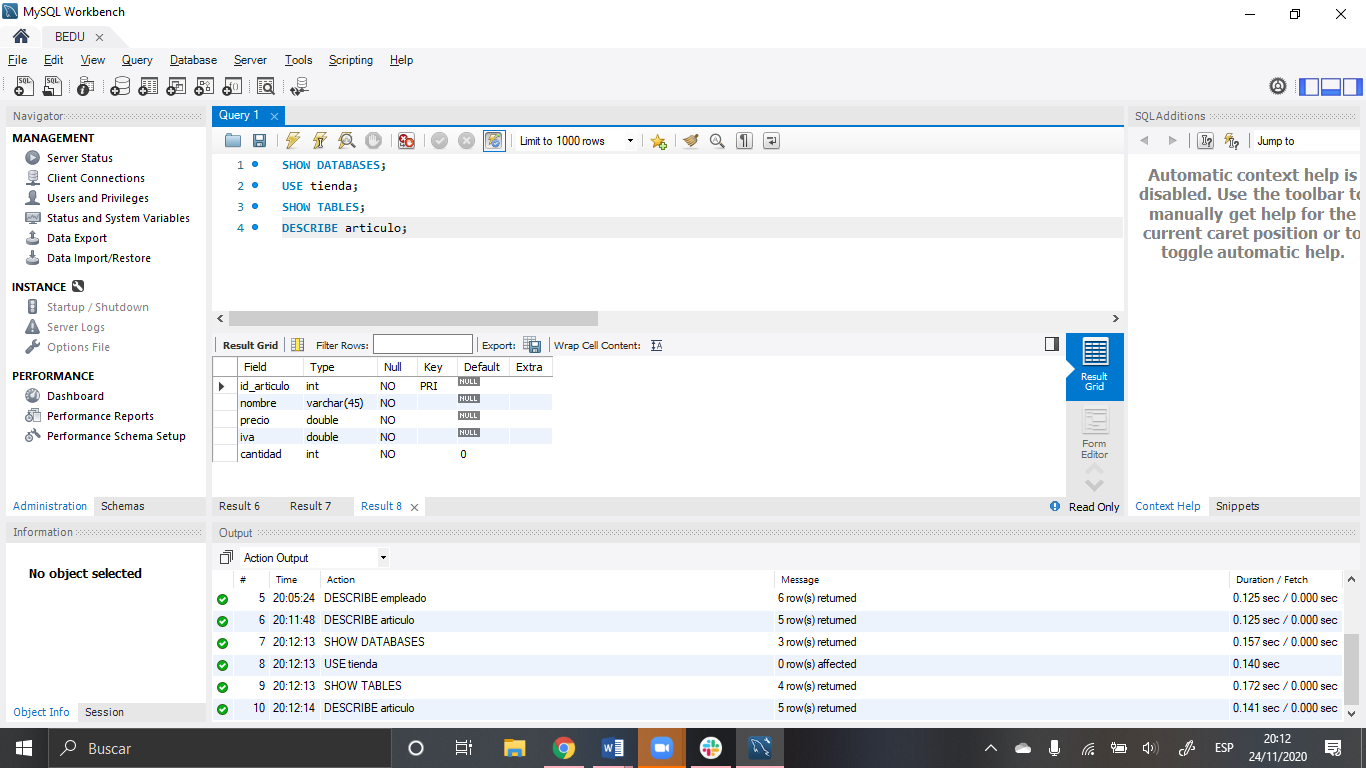 MySQL Workbench
BEDU
File Edit View Query Database Server Tools Scripting Help
Navigator
MANAGEMENT
Server Status
Client Connections
Users and Privileges
Status and System Variables
Data Export
Data Import/Restore
INSTANCE
Startup / Shutdown
Server Logs
Options File
PERFORMANCE
Dashboard
Performance Reports
Performance Schema Setup
Administration Schemas
Information
No object selected
Object Info Session
Query 1
Limit to 1000 rows
1 SHOW DATABASES;
2 USE tienda;
3 SHOW TABLES;
4 DESCRIBE articulo;
Result Grid Filter Rows: Export: Wrap Cell Content:
Field Type Null Key Default Extra
id_articulo int NO PRI NULL
nombre varchar(45) NO NULL
precio double NO NULL
iva double NO NULL
cantidad int NO 0
Result
Grid
Form
Editor
Result 6 Result 7 Result 8 Read Only
SQLAdditions
Jump to
Automatic context help is
disabled. Use the toolbar to
manually get help for the
current caret position or to
toggle automatic help.
Context Help Snippets
Output
Action Output
# Time Action Message Duration / Fetch
5 20:05:24 DESCRIBE empleado 6 row(s) returned 0.125 sec / 0.000 sec
6 20:11:48 DESCRIBE articulo 5 row(s) returned 0.125 sec / 0.000 sec
7 20:12:13 SHOW DATABASES 3 row(s) returned 0.157 sec / 0.000 sec
8 20:12:13 USE tienda 0 row(s) affected 0.140 sec
9 20:12:13 SHOW TABLES 4 row(s) returned 0.172 sec / 0.000 sec
10 20:12:14 DESCRIBE articulo 5 row(s) returned 0.141 sec / 0.000 sec
Buscar
ESP
20:12
24/11/2020